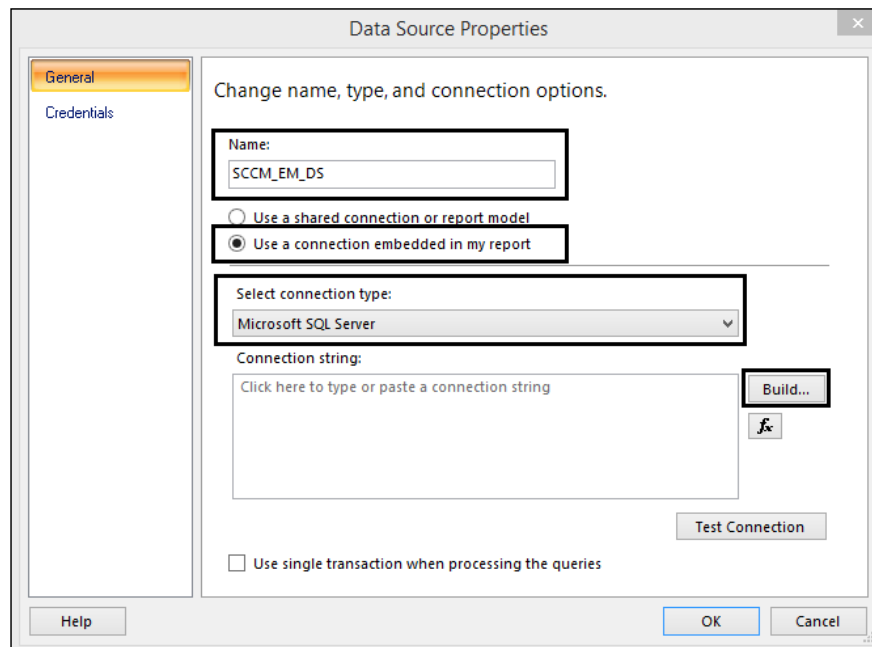 Data Source Properties
General
Credentials
Change name, type, and connection options.
Name:
SCCM_EM_DS
Use a shared connection or report model
Use a connection embedded in my report
Select connection type:
Microsoft SQL Server
Connection string:
Click here to type or paste a connection string
Build...
fx
Test Connection
Use single transaction when processing the queries
Help
OK
Cancel